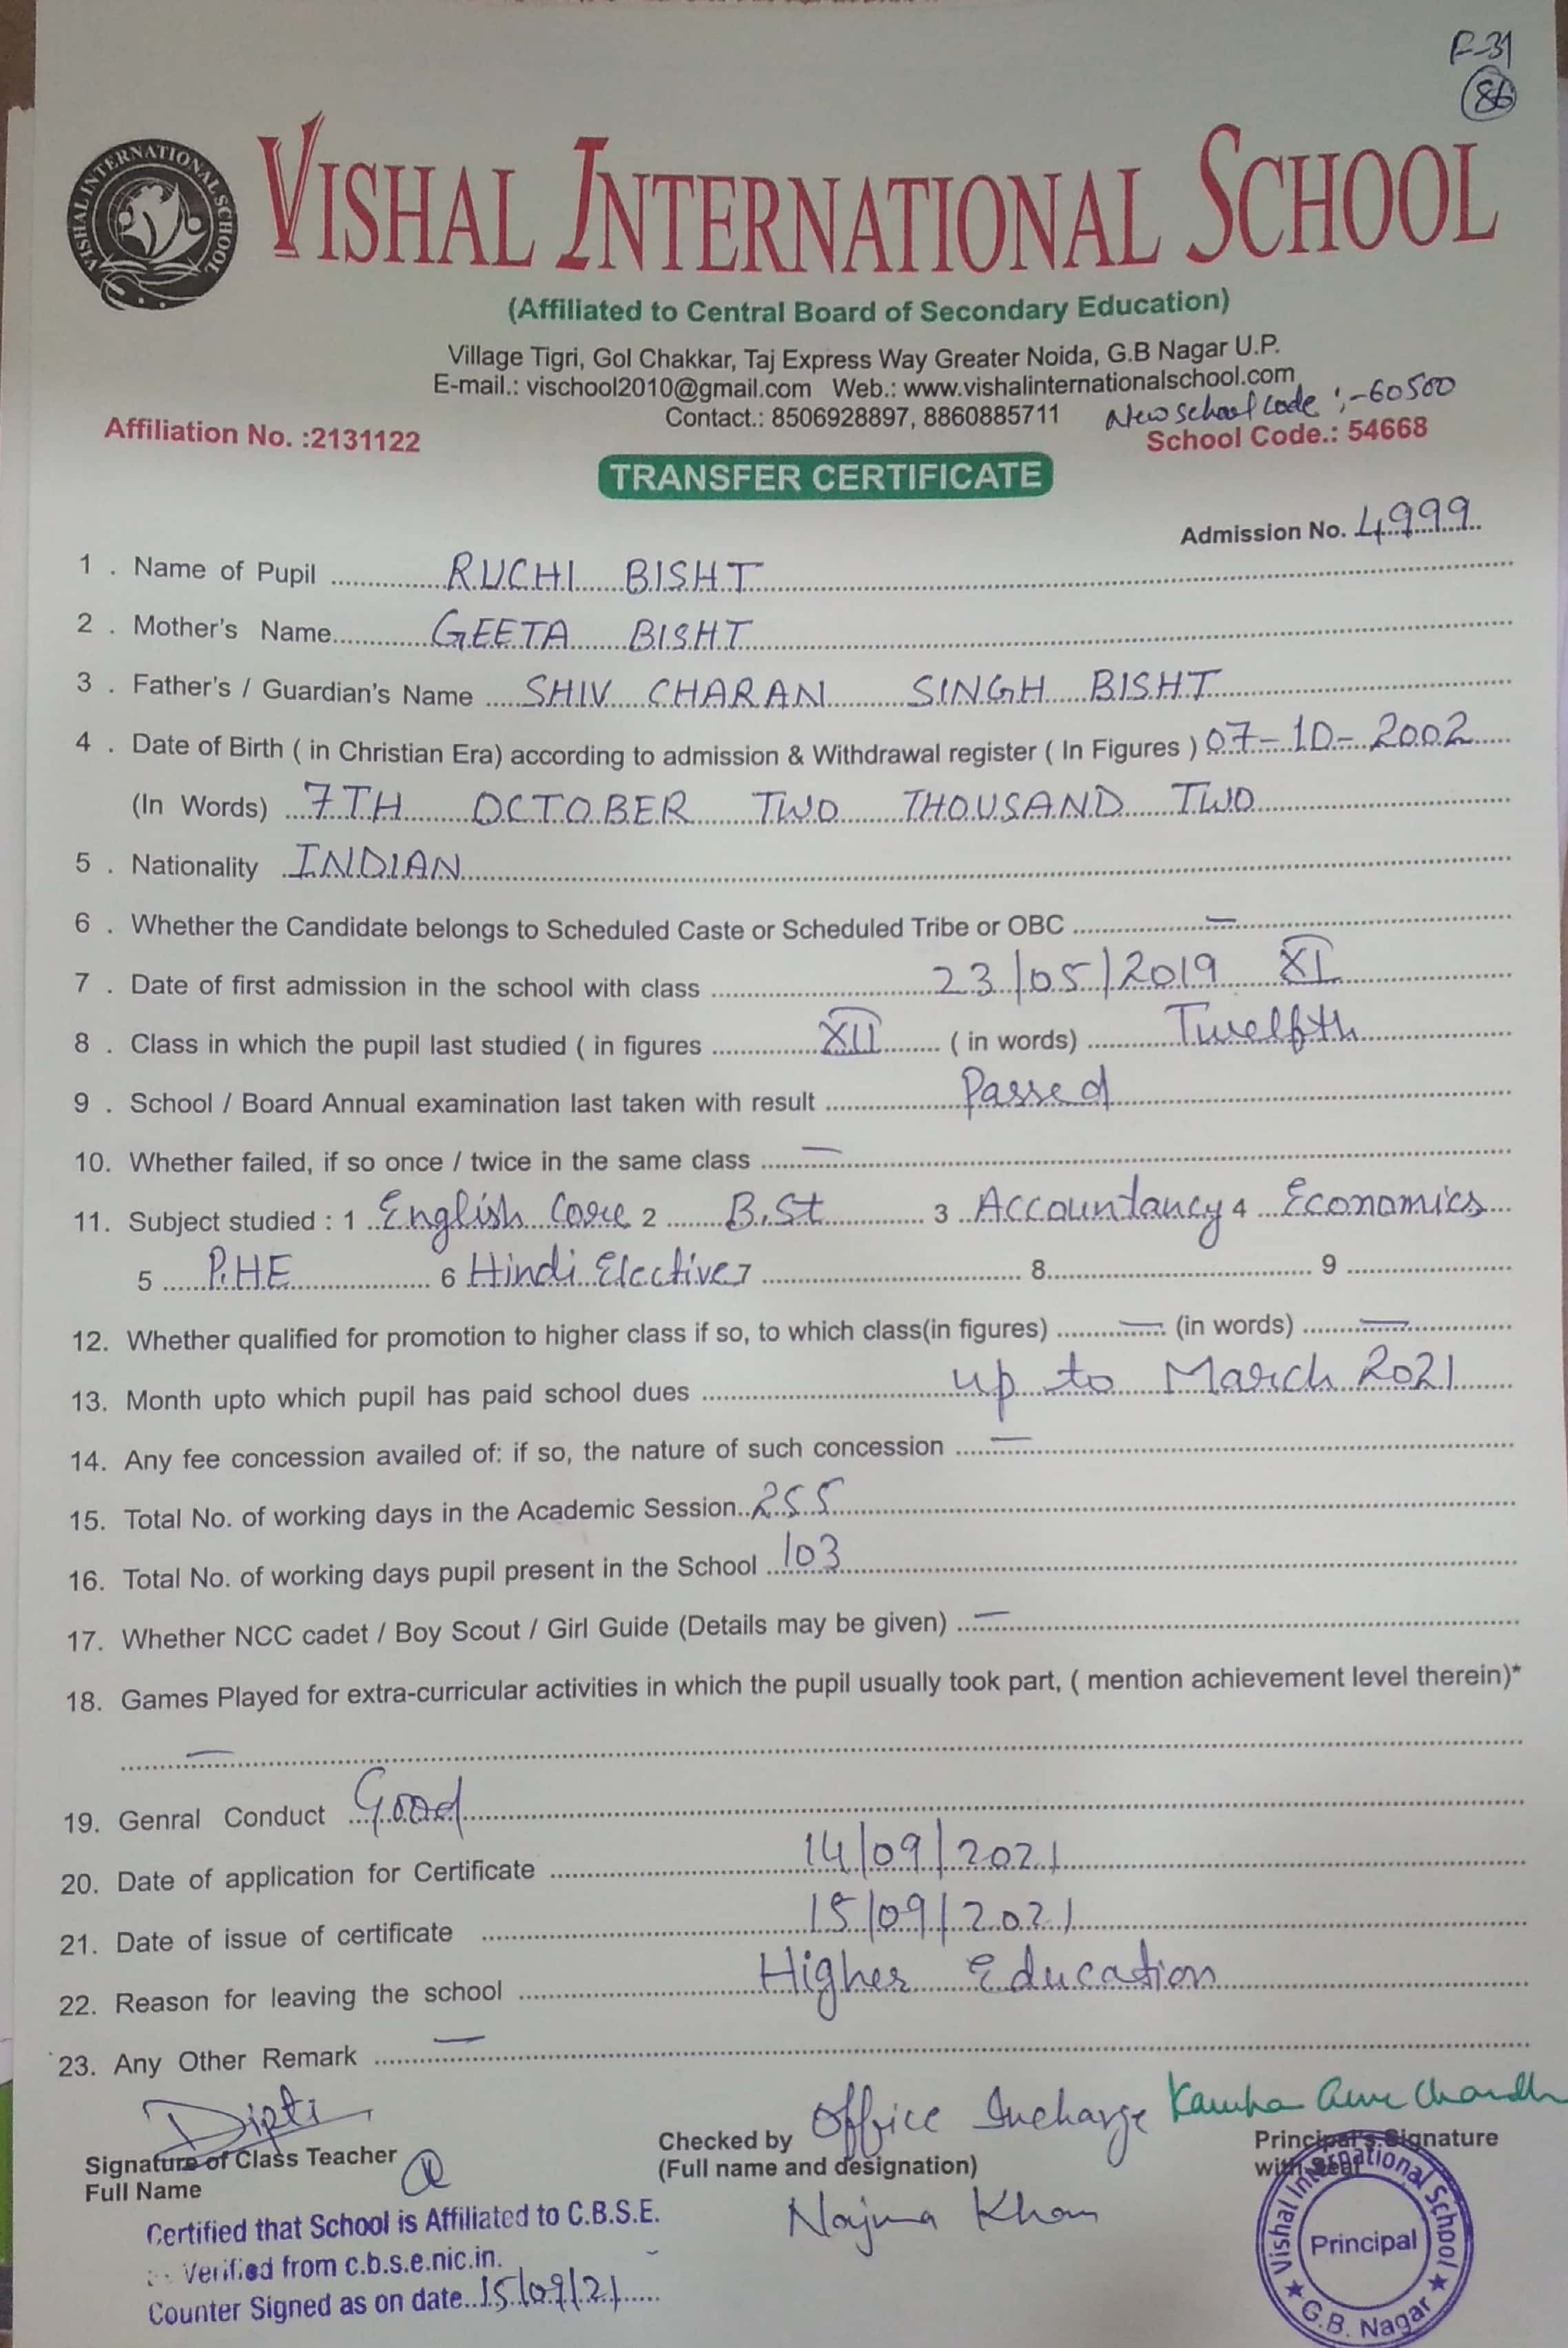 F-31
86
VISHAL INTERNATIONAL SCHOOL
VISHAL INTERNATIONAL SCHOOL
(Affiliated to Central Board of Secondary Education)
Village Tigri, Gol Chakkar, Taj Express Way Greater Noida, G.B Nagar U.P.
E-mail.: vischool2010@gmail.com Web.: www.vishalinternationalschool.com
Contact.: 8506928897, 8860885711 New school code :-60500
Affiliation No. :2131122 School Code.: 54668
TRANSFER CERTIFICATE
Admission No. 4999
1 . Name of Pupil RUCHI BISHT
2 . Mother's Name GEETA BISHT
3 . Father's / Guardian's Name SHIV CHARAN SINGH BISHT
4 . Date of Birth ( in Christian Era) according to admission & Withdrawal register ( In Figures ) 07-10-2002
(In Words) 7TH OCTOBER TWO THOUSAND TWO
5 . Nationality INDIAN
6 . Whether the Candidate belongs to Scheduled Caste or Scheduled Tribe or OBC —
7 . Date of first admission in the school with class 23/05/2019 XI
8 . Class in which the pupil last studied ( in figures XII ( in words) Twelfth
9 . School / Board Annual examination last taken with result Passed
10. Whether failed, if so once / twice in the same class —
11. Subject studied : 1 English Core 2 B.St 3 Accountancy 4 Economics
5 P.HE 6 Hindi Elective 7 8 9
12. Whether qualified for promotion to higher class if so, to which class(in figures) — (in words) —
13. Month upto which pupil has paid school dues up to March 2021
14. Any fee concession availed of: if so, the nature of such concession —
15. Total No. of working days in the Academic Session 255
16. Total No. of working days pupil present in the School 103
17. Whether NCC cadet / Boy Scout / Girl Guide (Details may be given) —
18. Games Played for extra-curricular activities in which the pupil usually took part, ( mention achievement level therein)*
—
19. Genral Conduct Good
20. Date of application for Certificate 14/09/2021
21. Date of issue of certificate 15/09/2021
22. Reason for leaving the school Higher Education
23. Any Other Remark —
Dipti
Signature of Class Teacher
Full Name
Checked by Office Incharge
(Full name and designation)
Najma Khan
Principal's Signature
with Seal
Certified that School is Affiliated to C.B.S.E.
Verified from c.b.s.e.nic.in.
Counter Signed as on date 15/09/21
Vishal International School
Principal
★ G.B. Nagar ★